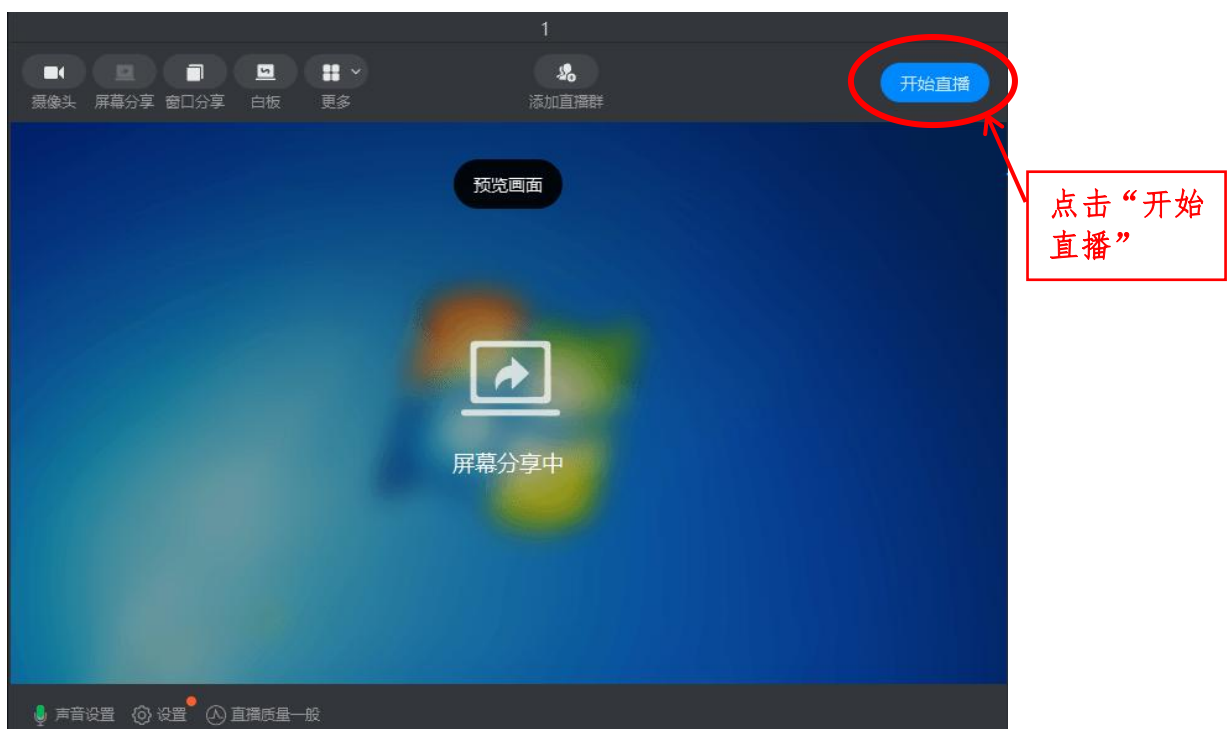 1
摄像头 屏幕分享 窗口分享 白板 更多 添加直播群 开始直播
预览画面
点击“开始
直播”
屏幕分享中
声音设置 设置 直播质量一般